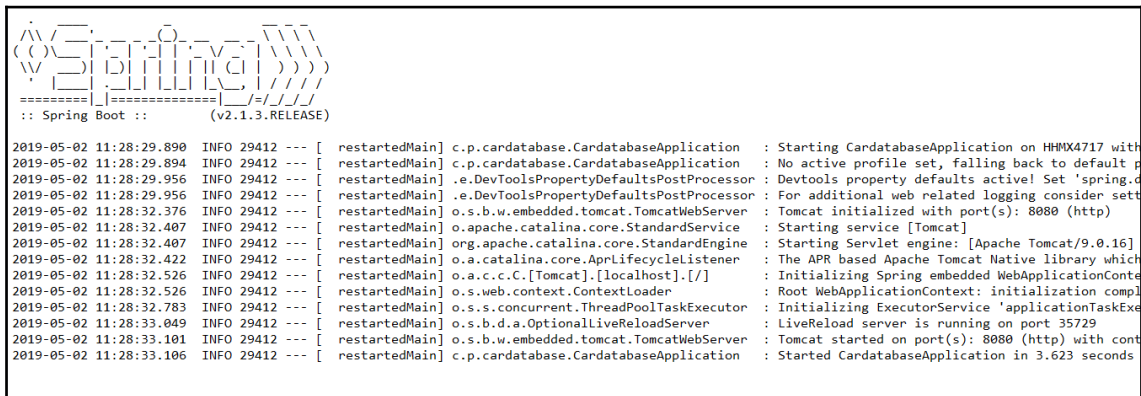 .   ____          _            __ _ _
 /\\ / ___'_ __ _ _(_)_ __  __ _ \ \ \ \
( ( )\___ | '_ | '_| | '_ \/ _` | \ \ \ \
 \\/  ___)| |_)| | | | | || (_| |  ) ) ) )
  '  |____| .__|_| |_|_| |_\__, | / / / /
 =========|_|==============|___/=/_/_/_/
 :: Spring Boot ::        (v2.1.3.RELEASE)
2019-05-02 11:28:29.890  INFO 29412 --- [  restartedMain] c.p.cardatabase.CardatabaseApplication   : Starting CardatabaseApplication on HHMX4717 with
2019-05-02 11:28:29.894  INFO 29412 --- [  restartedMain] c.p.cardatabase.CardatabaseApplication   : No active profile set, falling back to default p
2019-05-02 11:28:29.956  INFO 29412 --- [  restartedMain] .e.DevToolsPropertyDefaultsPostProcessor : Devtools property defaults active! Set 'spring.d
2019-05-02 11:28:29.956  INFO 29412 --- [  restartedMain] .e.DevToolsPropertyDefaultsPostProcessor : For additional web related logging consider sett
2019-05-02 11:28:32.376  INFO 29412 --- [  restartedMain] o.s.b.w.embedded.tomcat.TomcatWebServer  : Tomcat initialized with port(s): 8080 (http)
2019-05-02 11:28:32.407  INFO 29412 --- [  restartedMain] o.apache.catalina.core.StandardService   : Starting service [Tomcat]
2019-05-02 11:28:32.407  INFO 29412 --- [  restartedMain] org.apache.catalina.core.StandardEngine  : Starting Servlet engine: [Apache Tomcat/9.0.16]
2019-05-02 11:28:32.422  INFO 29412 --- [  restartedMain] o.a.catalina.core.AprLifecycleListener   : The APR based Apache Tomcat Native library which
2019-05-02 11:28:32.526  INFO 29412 --- [  restartedMain] o.a.c.c.C.[Tomcat].[localhost].[/]       : Initializing Spring embedded WebApplicationConte
2019-05-02 11:28:32.526  INFO 29412 --- [  restartedMain] o.s.web.context.ContextLoader            : Root WebApplicationContext: initialization compl
2019-05-02 11:28:32.783  INFO 29412 --- [  restartedMain] o.s.s.concurrent.ThreadPoolTaskExecutor  : Initializing ExecutorService 'applicationTaskExe
2019-05-02 11:28:33.049  INFO 29412 --- [  restartedMain] o.s.b.d.a.OptionalLiveReloadServer       : LiveReload server is running on port 35729
2019-05-02 11:28:33.101  INFO 29412 --- [  restartedMain] o.s.b.w.embedded.tomcat.TomcatWebServer  : Tomcat started on port(s): 8080 (http) with cont
2019-05-02 11:28:33.106  INFO 29412 --- [  restartedMain] c.p.cardatabase.CardatabaseApplication   : Started CardatabaseApplication in 3.623 seconds